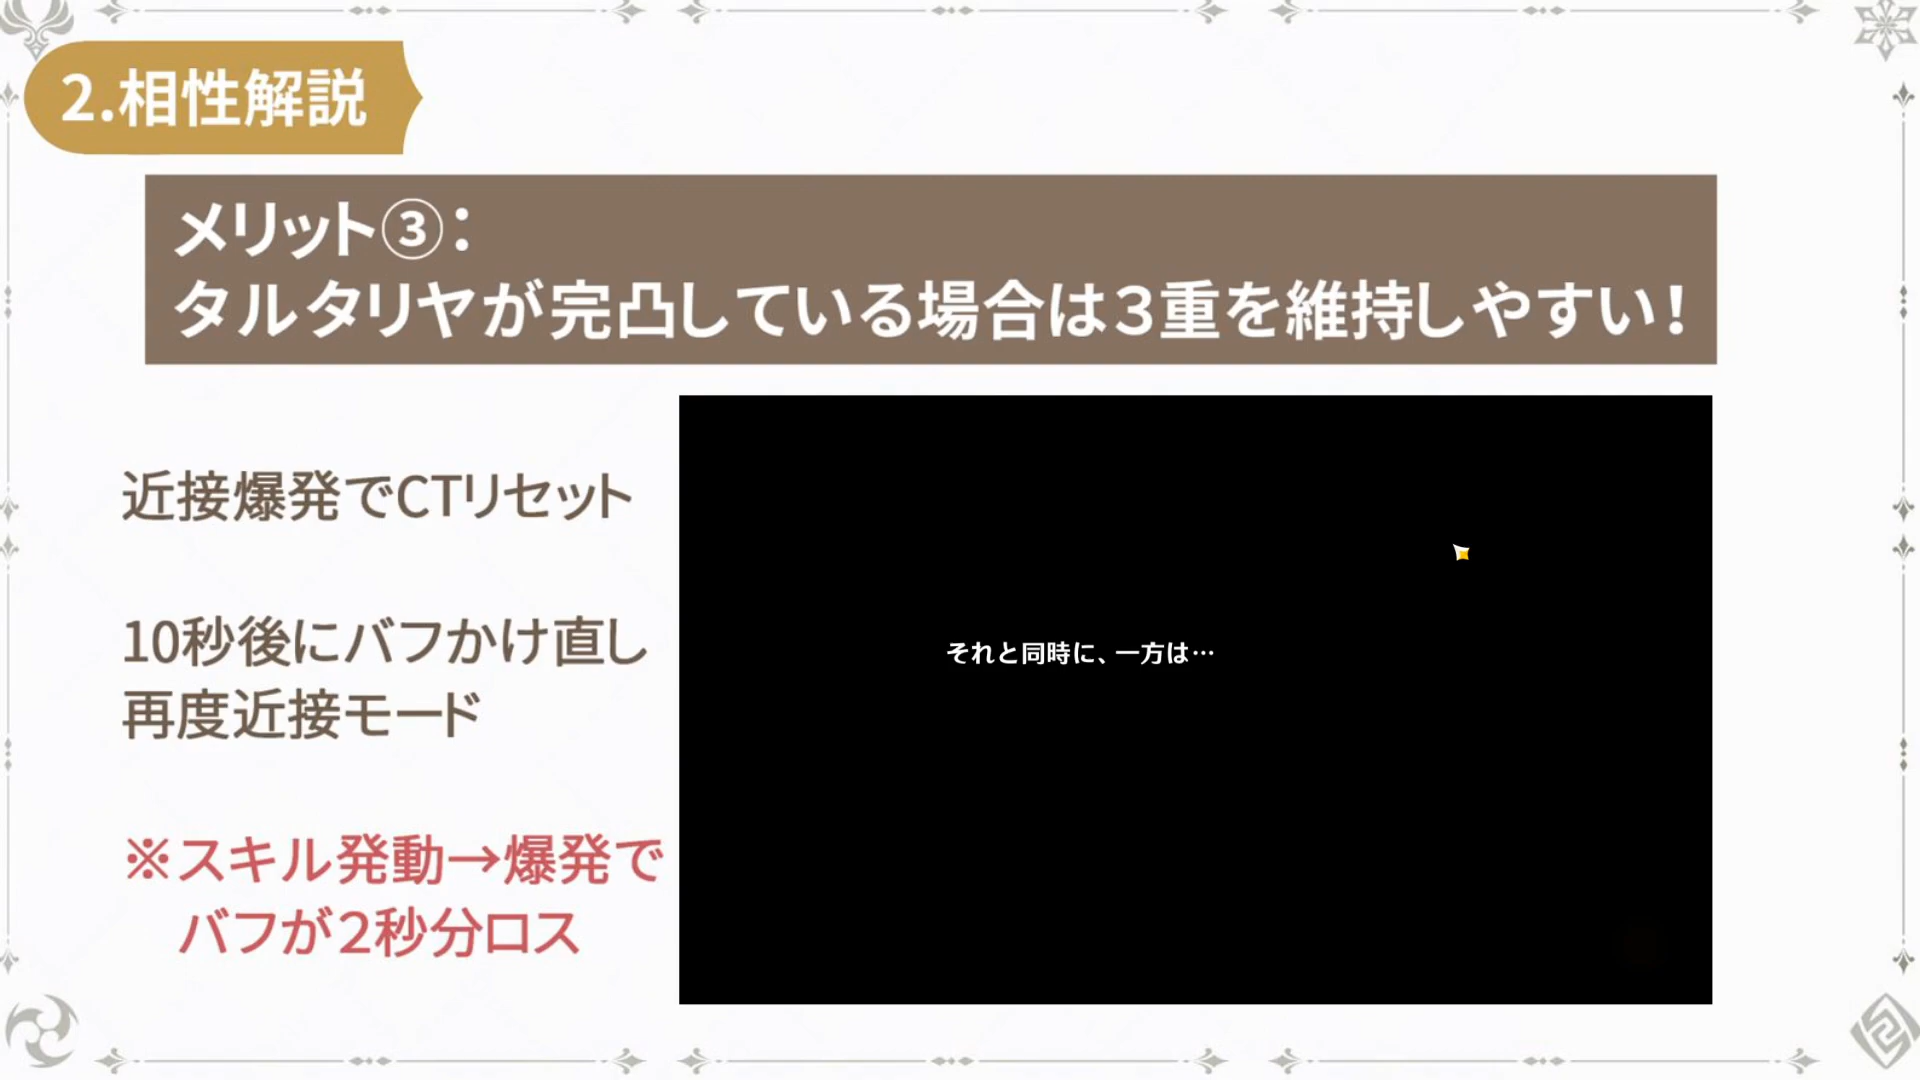 2.相性解説
メリット③：
タルタリヤが完凸している場合は３重を維持しやすい！
近接爆発でCTリセット
10秒後にバフかけ直し
再度近接モード
※スキル発動→爆発で
バフが２秒分ロス
それと同時に、一方は…